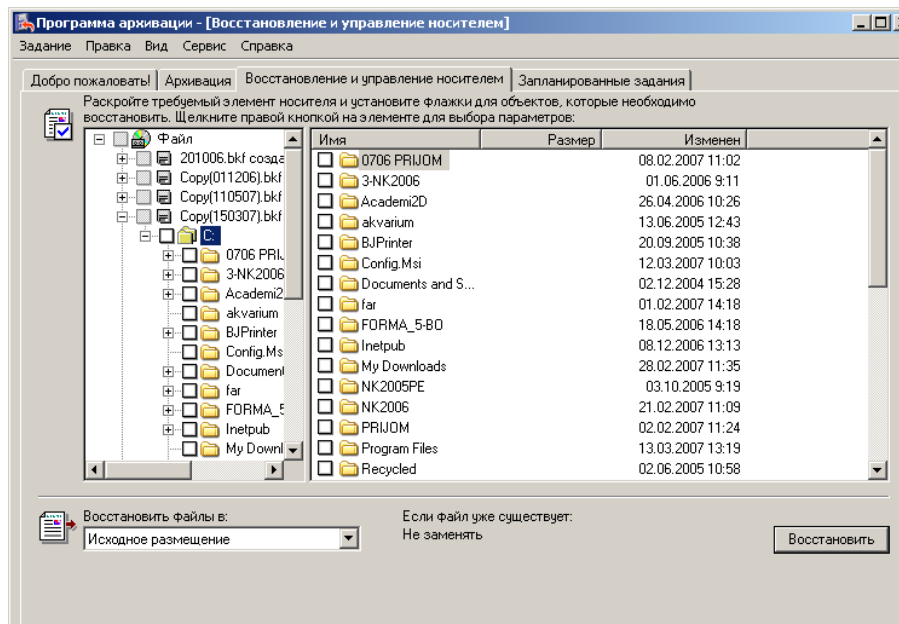 Программа архивации - [Восстановление и управление носителем]
Задание Правка Вид Сервис Справка
Добро пожаловать! Архивация Восстановление и управление носителем Запланированные задания
Раскройте требуемый элемент носителя и установите флажки для объектов, которые необходимо
восстановить. Щелкните правой кнопкой на элементе для выбора параметров:
Файл
201006.bkf созда
Copy(011206).bkf
Copy(110507).bkf
Copy(150307).bkf
C:
0706 PRIJ
3-NK2006
Academi2
akvarium
BJPrinter
Config.Ms
Document
far
FORMA_5
Inetpub
My Downl
Имя Размер Изменен
0706 PRIJOM 08.02.2007 11:02
3-NK2006 01.06.2006 9:11
Academi2D 26.04.2006 10:26
akvarium 13.06.2005 12:43
BJPrinter 20.09.2005 10:38
Config.Msi 12.03.2007 10:03
Documents and S... 02.12.2004 15:28
far 01.02.2007 14:18
FORMA_5-BO 18.05.2006 14:18
Inetpub 08.12.2006 13:13
My Downloads 28.02.2007 11:35
NK2005PE 03.10.2005 9:19
NK2006 21.02.2007 11:09
PRIJOM 02.02.2007 11:24
Program Files 13.03.2007 13:19
Recycled 02.06.2005 10:58
Восстановить файлы в:
Исходное размещение
Если файл уже существует:
Не заменять
Восстановить